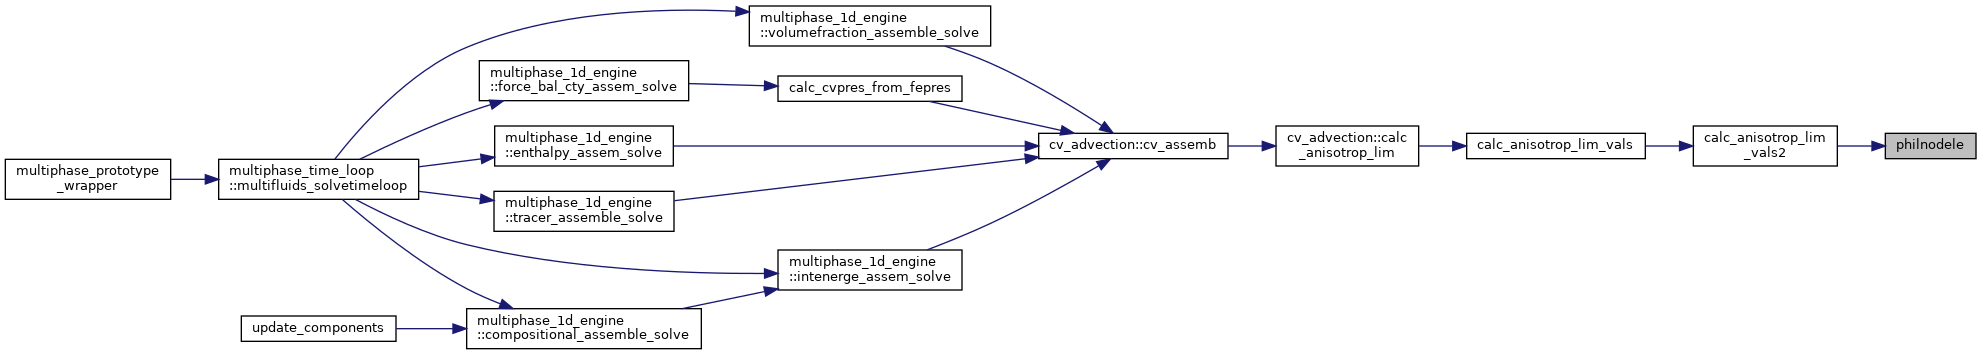 multiphase_prototype
_wrapper
multiphase_time_loop
::multifluids_solvetimeloop
update_components
multiphase_1d_engine
::volumefraction_assemble_solve
multiphase_1d_engine
::force_bal_cty_assem_solve
calc_cvpres_from_fepres
multiphase_1d_engine
::enthalpy_assem_solve
multiphase_1d_engine
::tracer_assemble_solve
multiphase_1d_engine
::intenerge_assem_solve
multiphase_1d_engine
::compositional_assemble_solve
cv_advection::cv_assemb
cv_advection::calc
_anisotrop_lim
calc_anisotrop_lim_vals
calc_anisotrop_lim
_vals2
philnodele